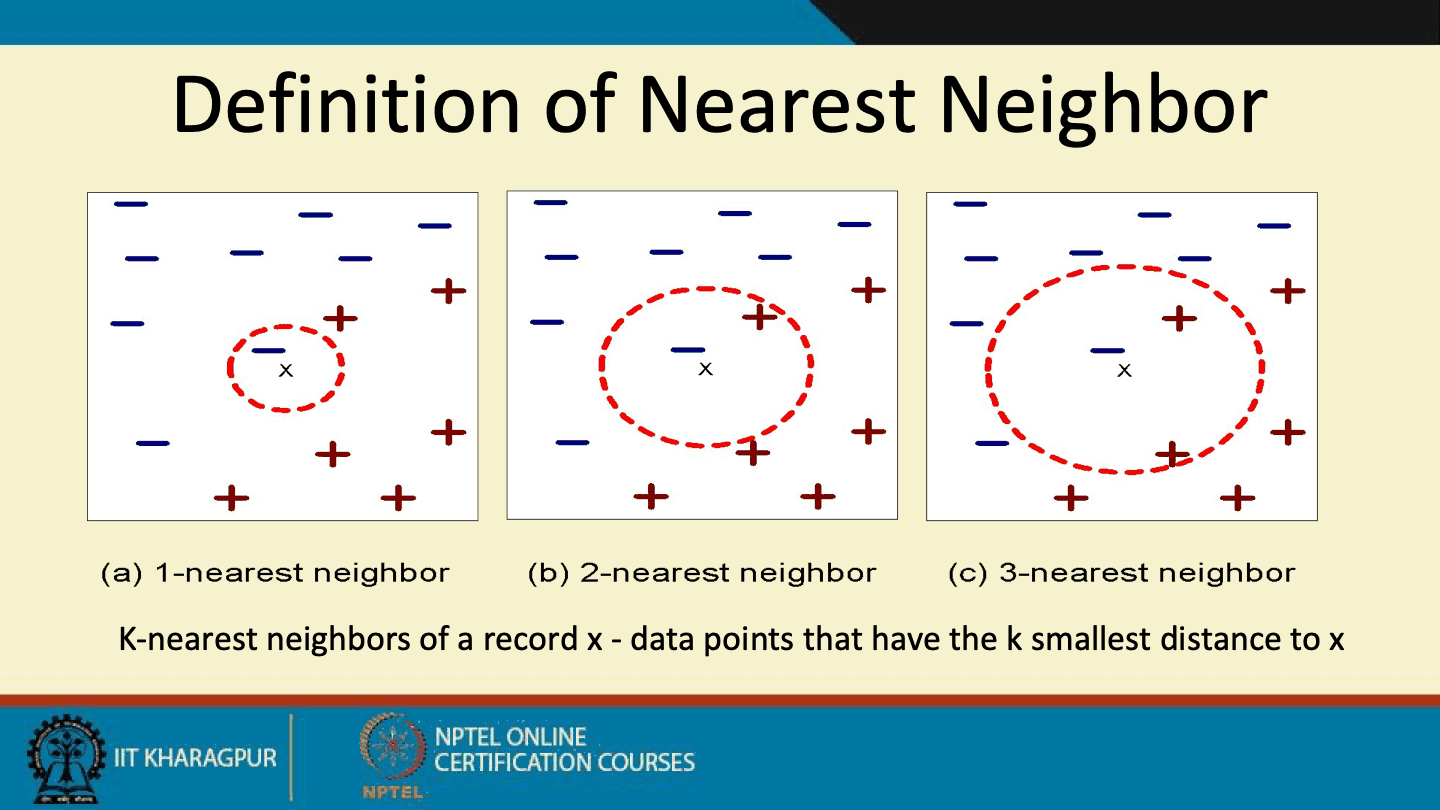 Definition of Nearest Neighbor
X
X
X
(a) 1-nearest neighbor
(b) 2-nearest neighbor
(c) 3-nearest neighbor
K-nearest neighbors of a record x - data points that have the k smallest distance to x
IIT KHARAGPUR
NPTEL
NPTEL ONLINE
CERTIFICATION COURSES